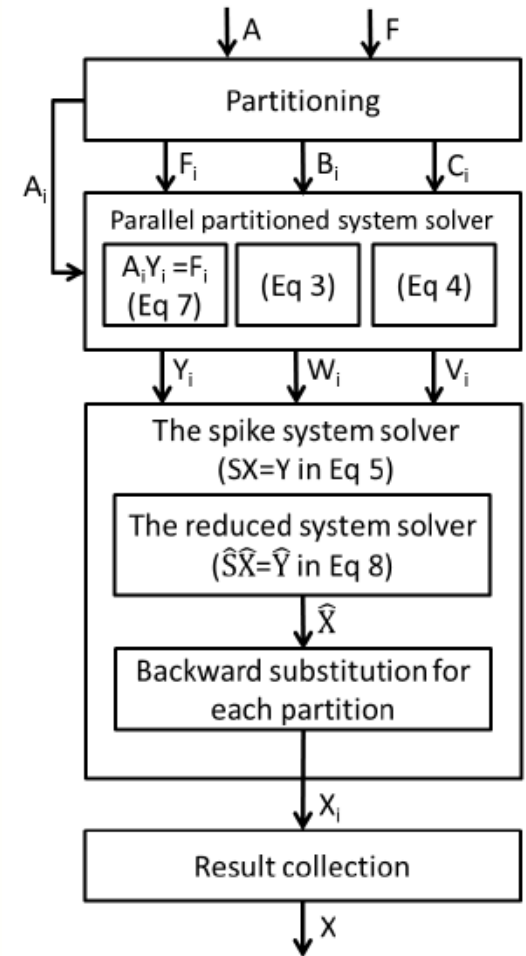 A F
Partitioning
Aᵢ
Fᵢ Bᵢ Cᵢ
Parallel partitioned system solver
AᵢYᵢ =Fᵢ
(Eq 7)
(Eq 3)
(Eq 4)
Yᵢ Wᵢ Vᵢ
The spike system solver
(SX=Y in Eq 5)
The reduced system solver
(ŜX̂=Ŷ in Eq 8)
X̂
Backward substitution for
each partition
Xᵢ
Result collection
X